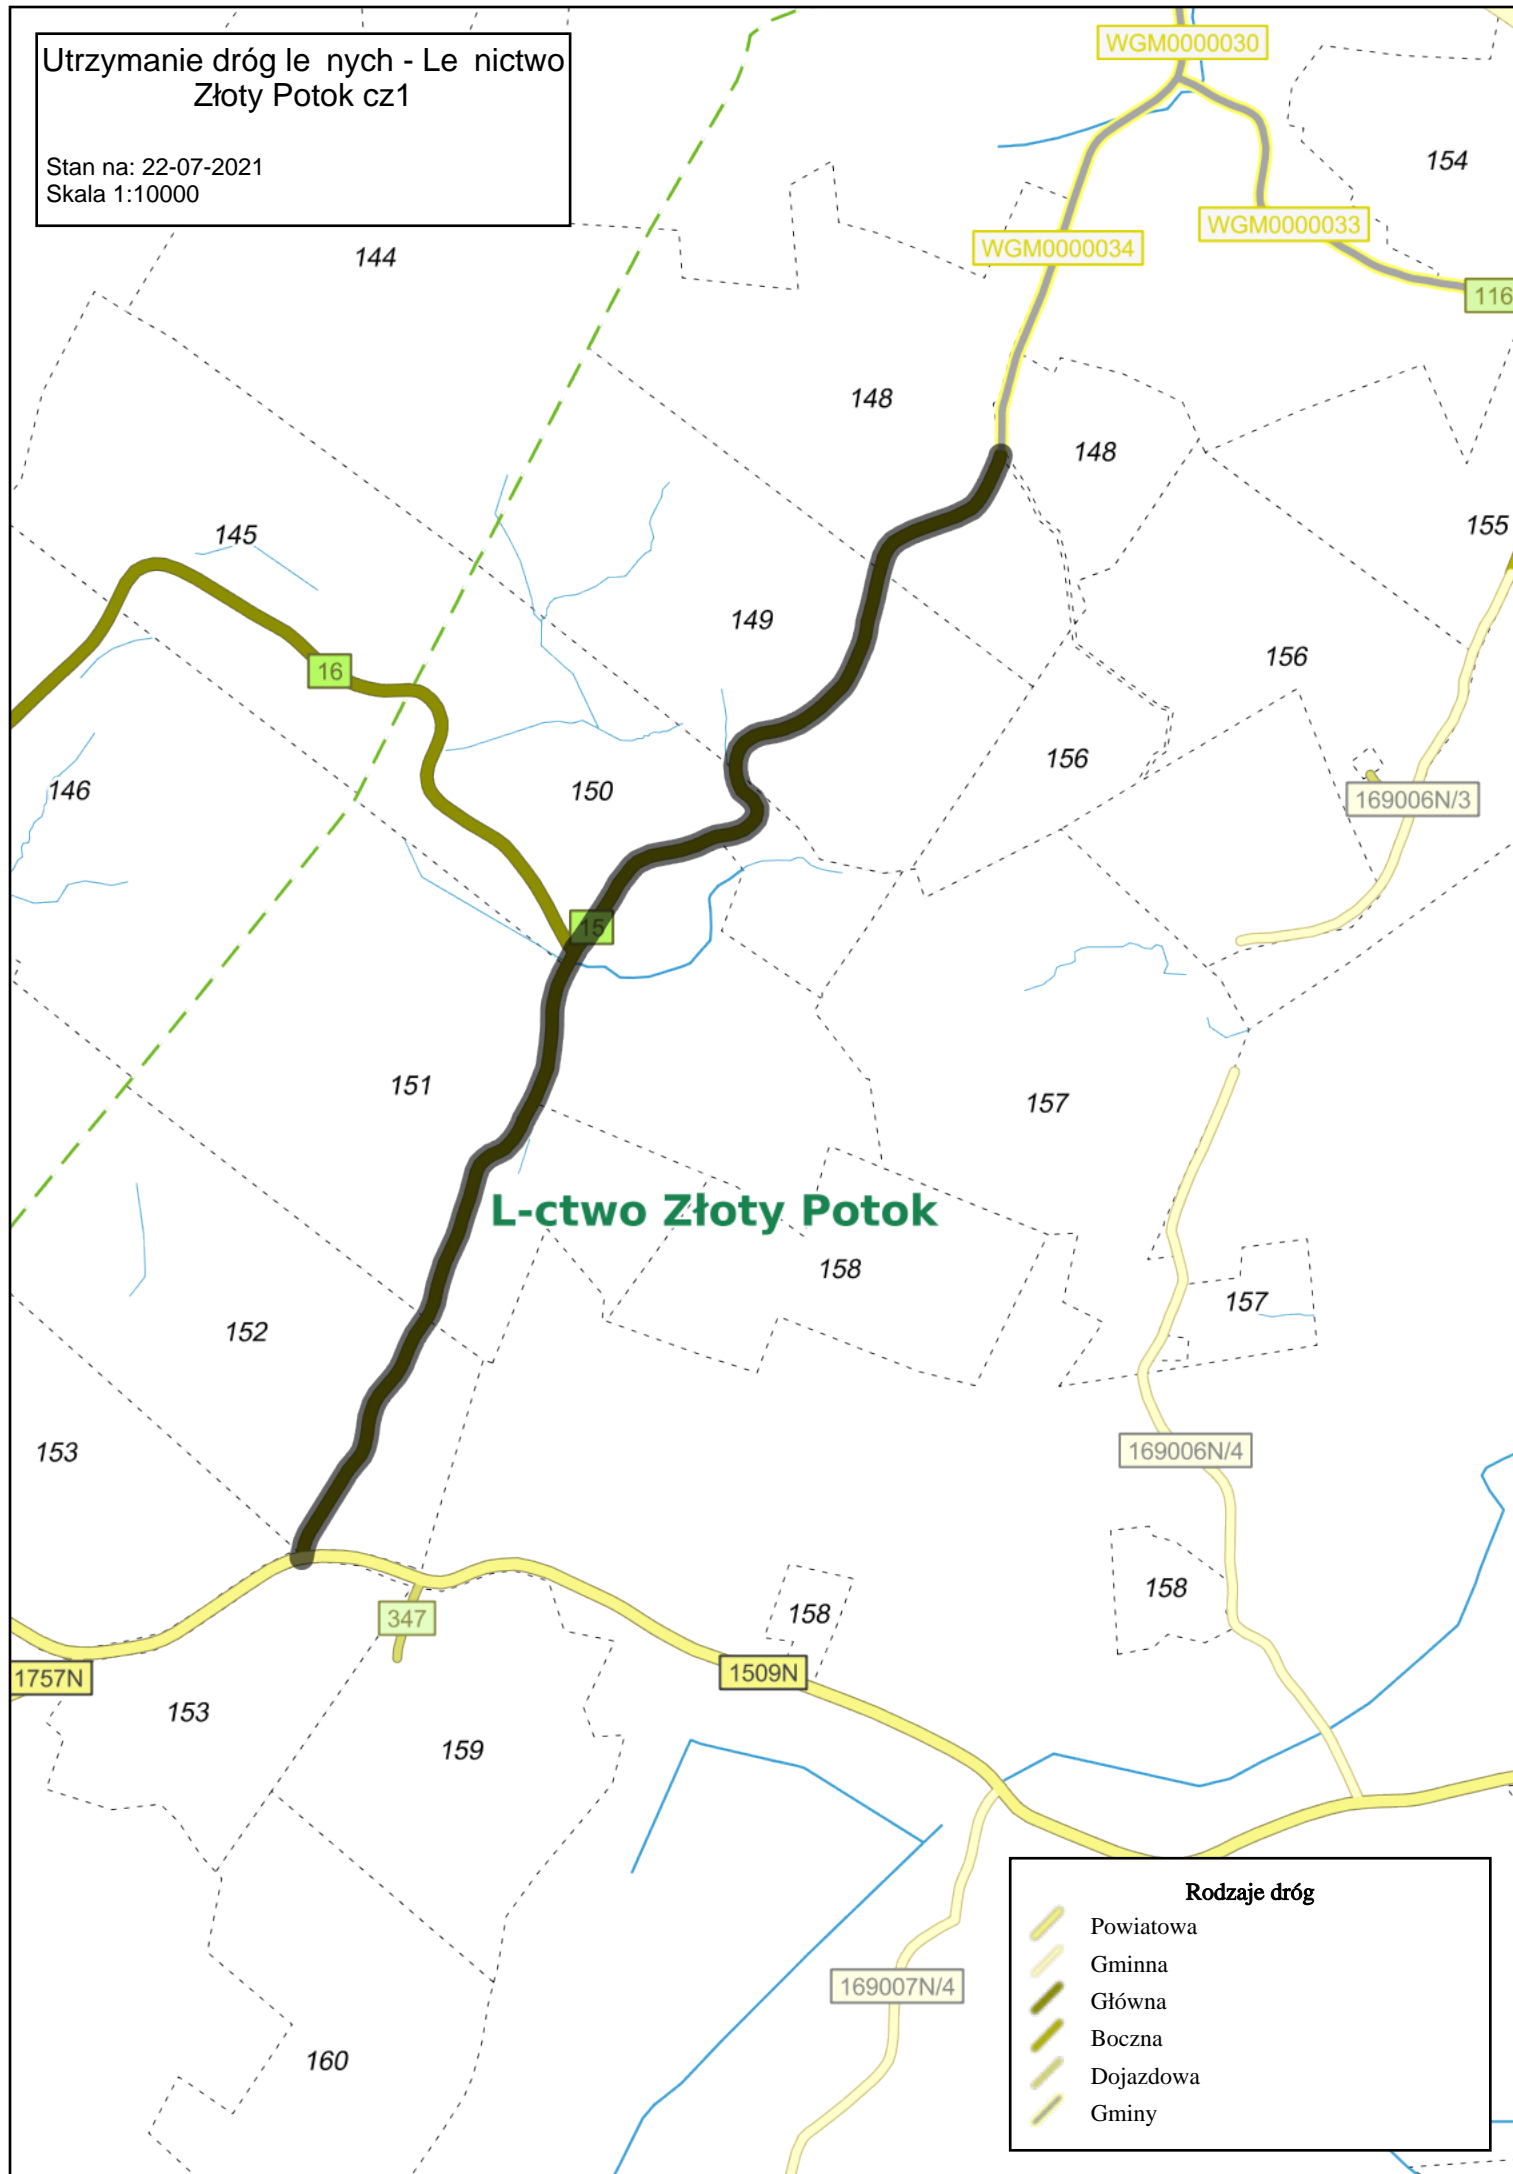 Utrzymanie dróg le nych - Le nictwo
Złoty Potok cz1
Stan na: 22-07-2021
Skala 1:10000
WGM0000030
154
WGM0000033
WGM0000034
144
116
148
148
145
155
149
16
156
156
146
150
169006N/3
15
151
157
L-ctwo Złoty Potok
158
157
152
153
169006N/4
158
158
347
1757N
1509N
153
159
169007N/4
160
Rodzaje dróg
Powiatowa
Gminna
Główna
Boczna
Dojazdowa
Gminy